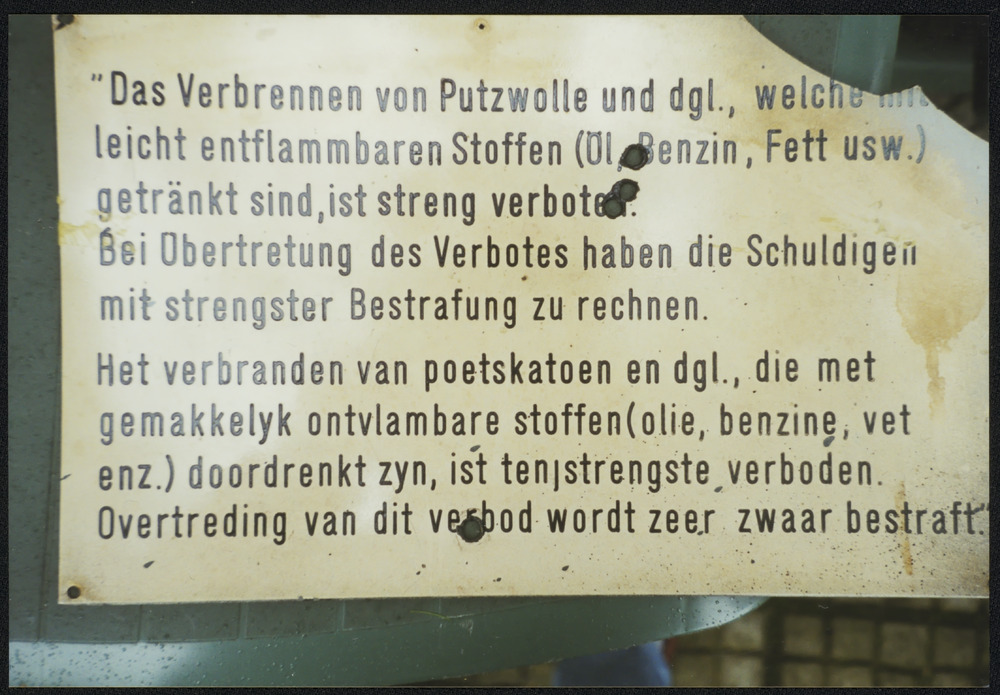 "Das Verbrennen von Putzwolle und dgl., welche mit
leicht entflammbaren Stoffen (Öl, Benzin, Fett usw.)
getränkt sind, ist streng verboten.
Bei Übertretung des Verbotes haben die Schuldigen
mit strengster Bestrafung zu rechnen.
Het verbranden van poetskatoen en dgl., die met
gemakkelyk ontvlambare stoffen (olie, benzine, vet
enz.) doordrenkt zyn, ist ten strengste verboden.
Overtreding van dit verbod wordt zeer zwaar bestraft."